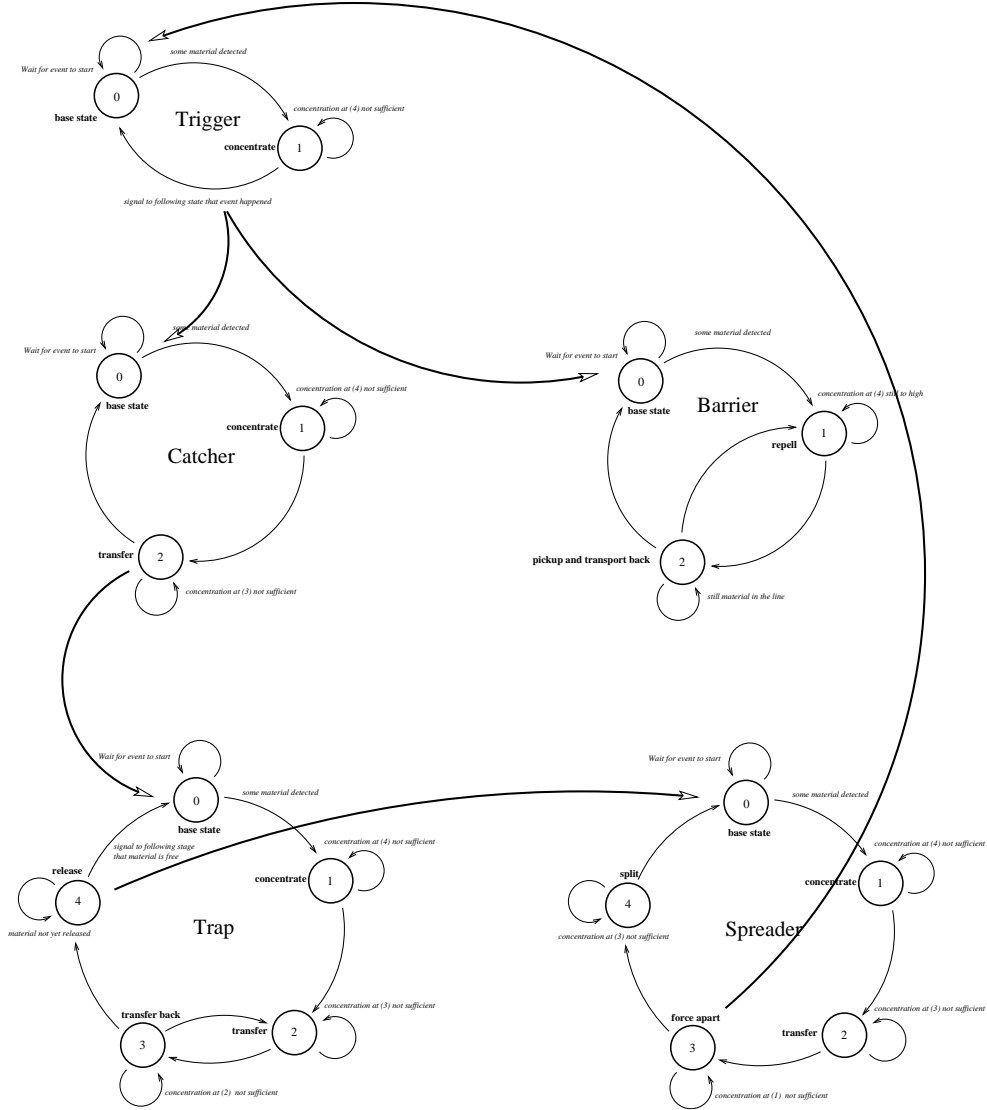 some material detected
Wait for event to start
0
base state
Trigger
concentration at (4) not sufficient
concentrate
1
signal to following state that event happened
some material detected
Wait for event to start
0
base state
concentration at (4) not sufficient
concentrate
1
Catcher
transfer
2
concentration at (3) not sufficient
some material detected
Wait for event to start
0
base state
Barrier
concentration at (4) still to high
repell
1
pickup and transport back
2
still material in the line
Wait for event to start
0
base state
some material detected
signal to following stage
that material is free
concentration at (4) not sufficient
concentrate
1
release
4
material not yet released
Trap
concentration at (3) not sufficient
transfer
2
transfer back
3
concentration at (2) not sufficient
Wait for event to start
0
base state
some material detected
concentration at (4) not sufficient
concentrate
1
split
4
concentration at (3) not sufficient
Spreader
concentration at (3) not sufficient
transfer
2
force apart
3
concentration at (1) not sufficient